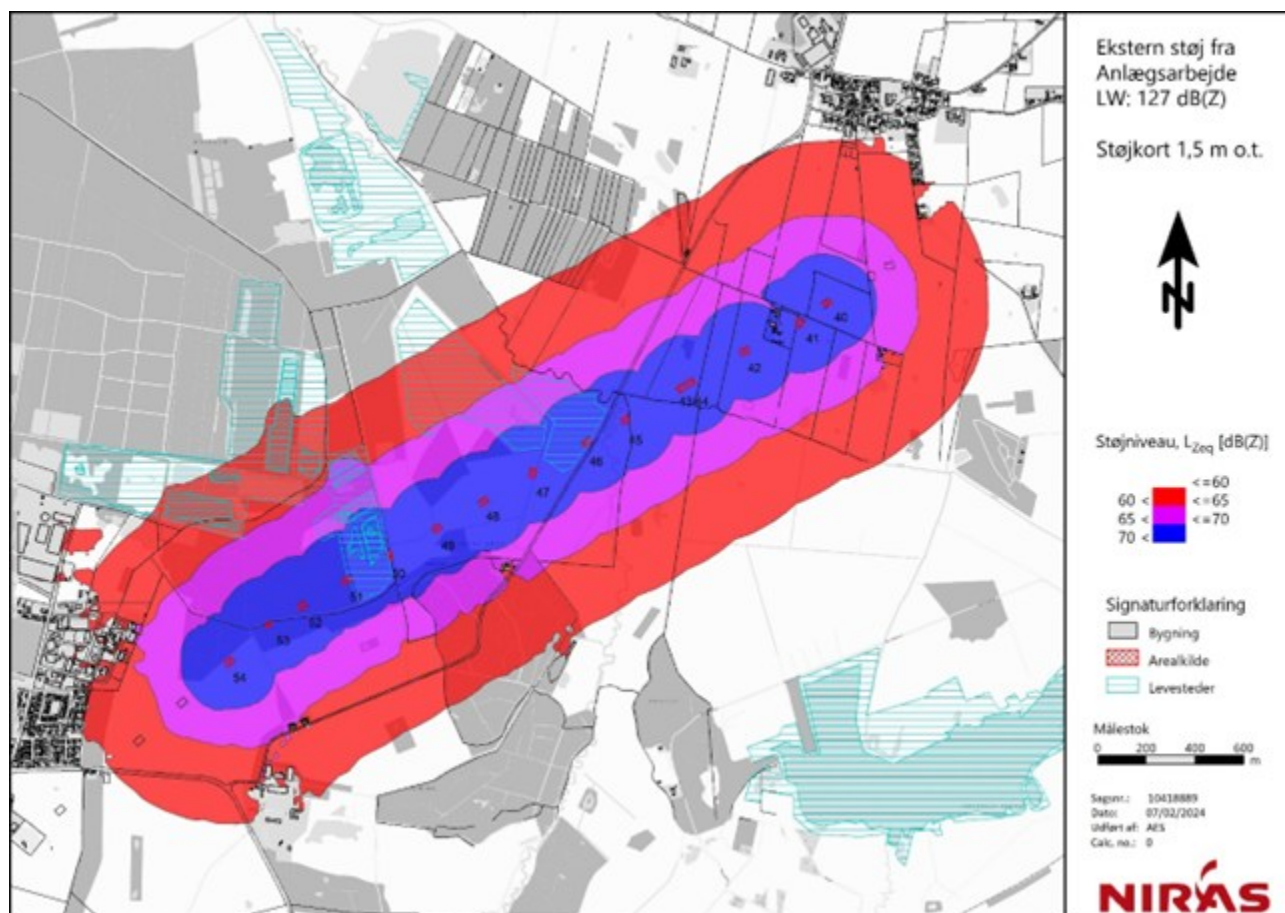 Ekstern støj fra
Anlægsarbejde
LW: 127 dB(Z)
Støjkort 1,5 m o.t.
N
Støjniveau, LZeq [dB(Z)]
<=60
60 < <=65
65 < <=70
70 <
Signaturforklaring
Bygning
Arealkilde
Levesteder
Målestok
0 200 400 600
m
Sagsnr.: 10418889
Dato: 07/02/2024
Udført af: AES
Calc. no.: 0
NIRAS
40
41
42
45
46
47
48
49
50
51
52
53
54